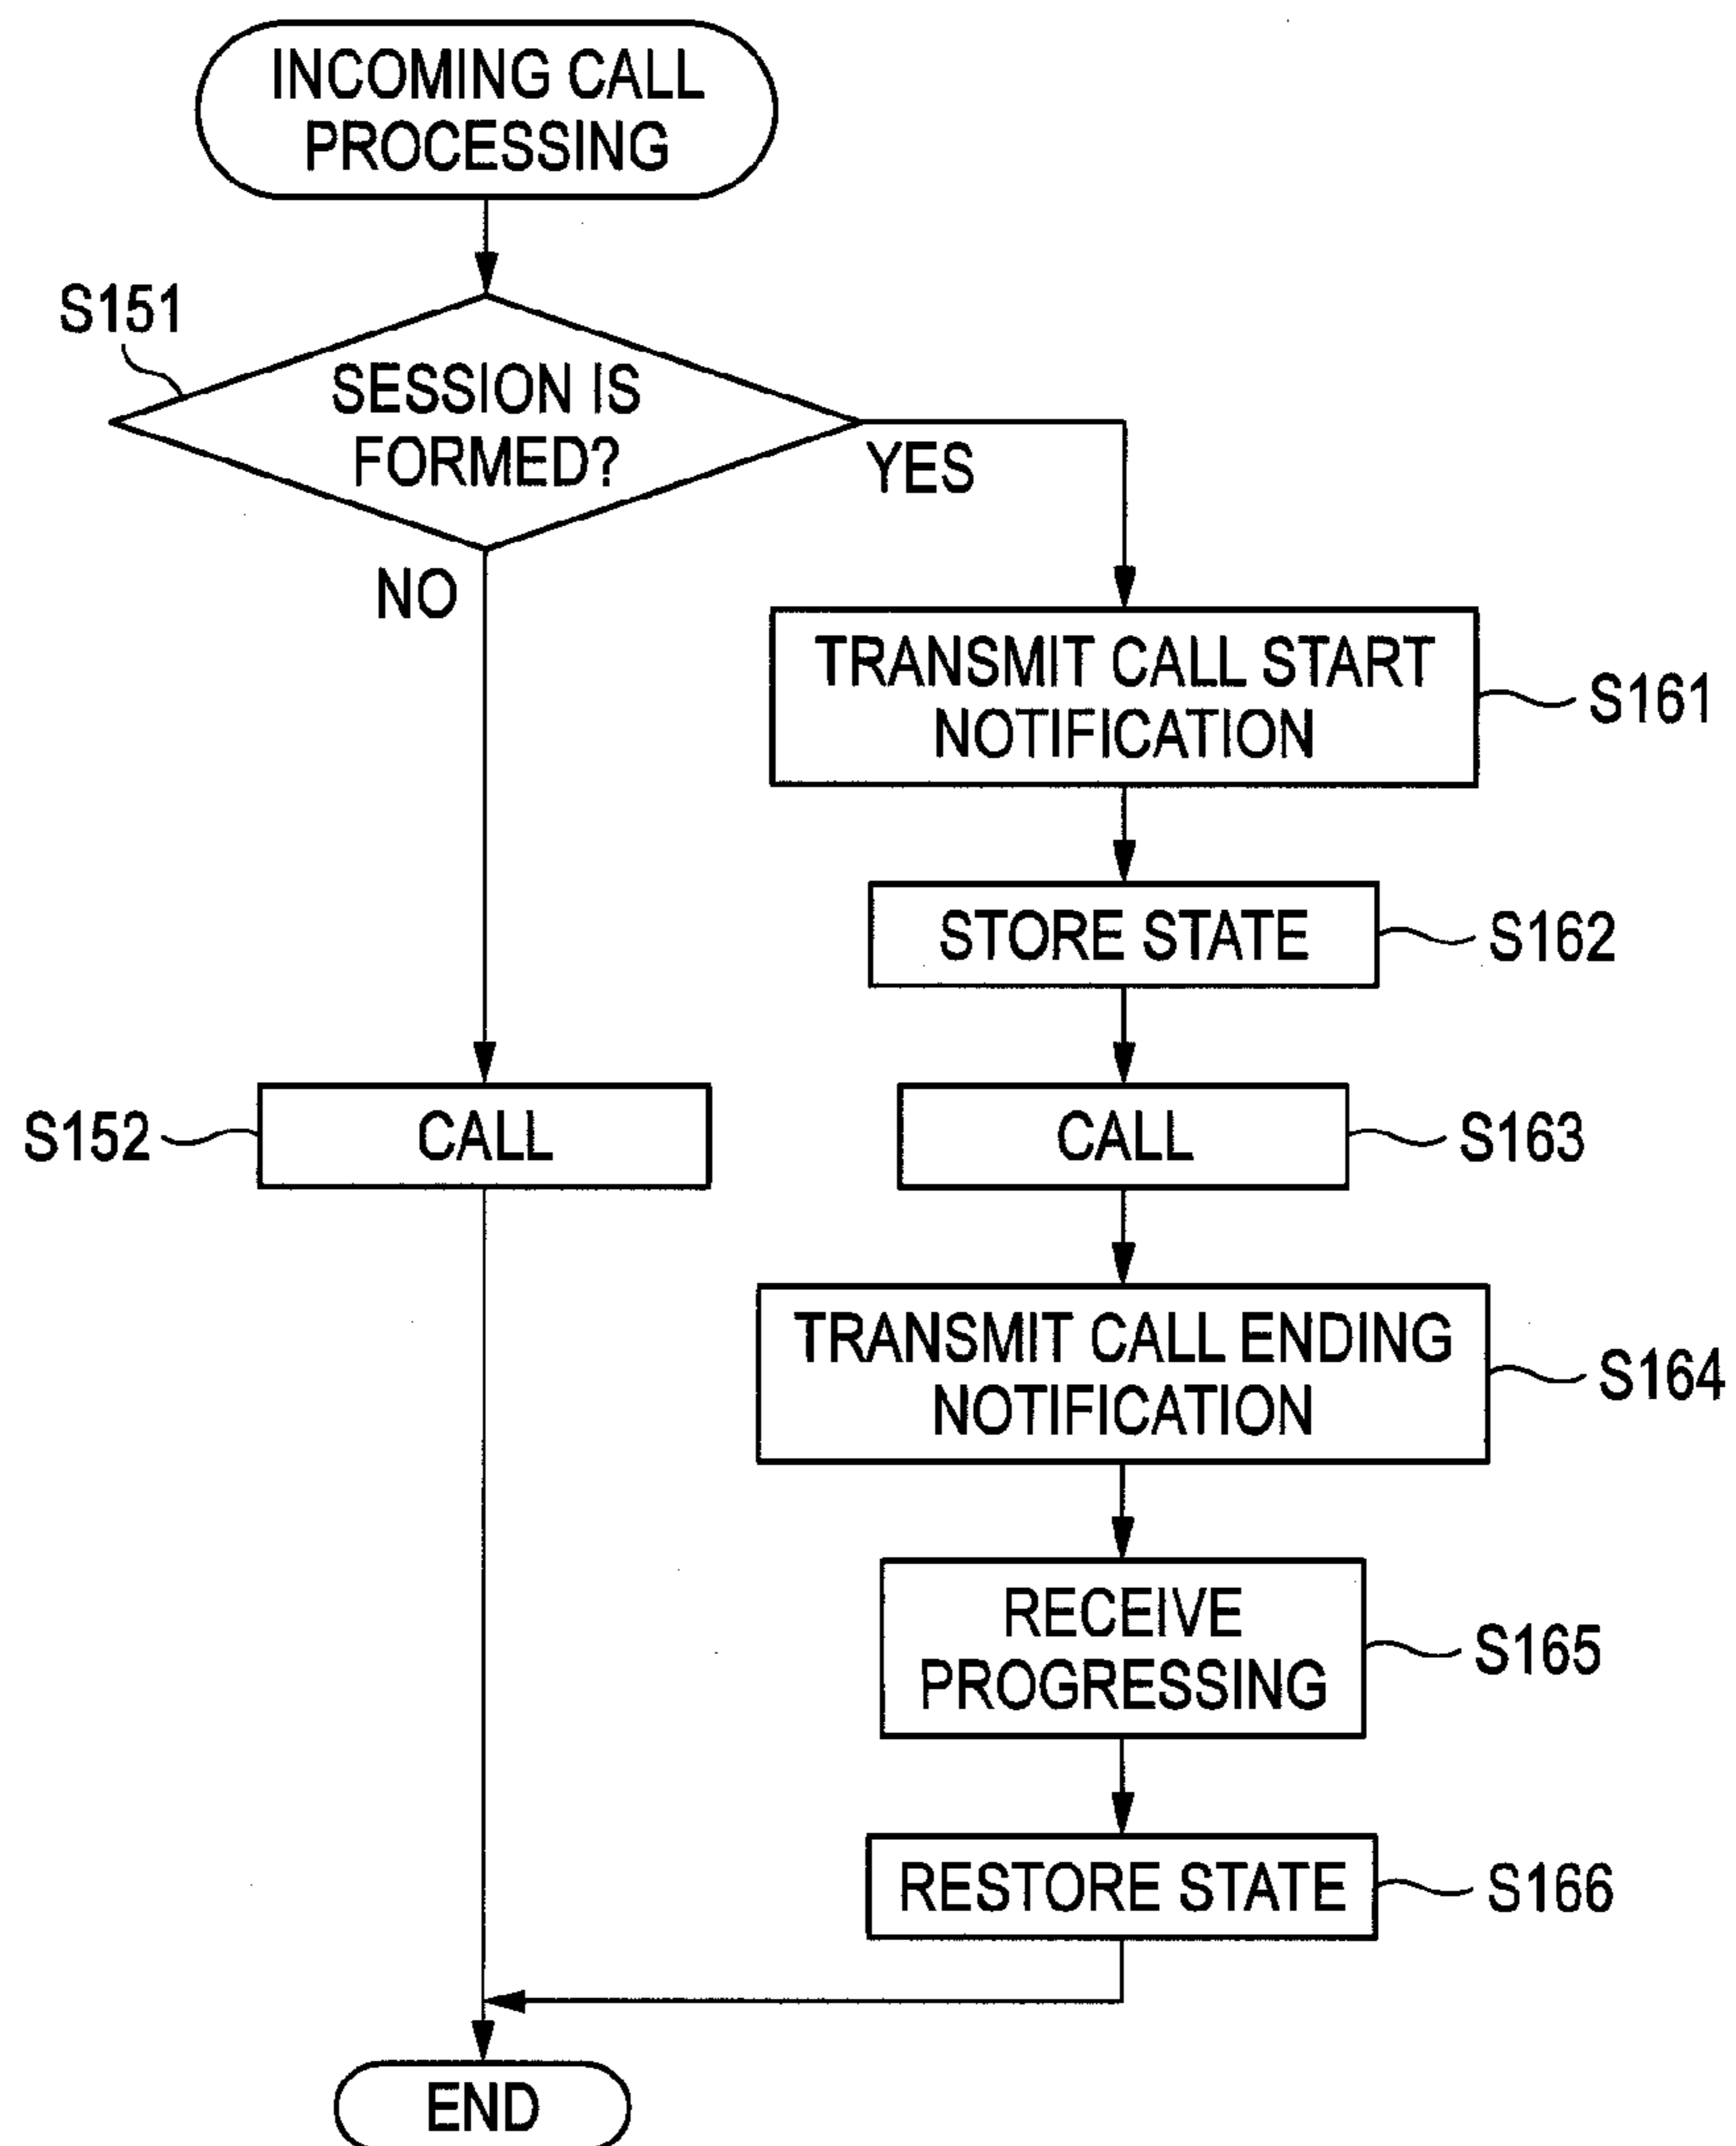 INCOMING CALL
PROCESSING
S151
SESSION IS
FORMED?
YES
NO
TRANSMIT CALL START
NOTIFICATION
S161
STORE STATE
S162
S152
CALL
CALL
S163
TRANSMIT CALL ENDING
NOTIFICATION
S164
RECEIVE
PROGRESSING
S165
RESTORE STATE
S166
END